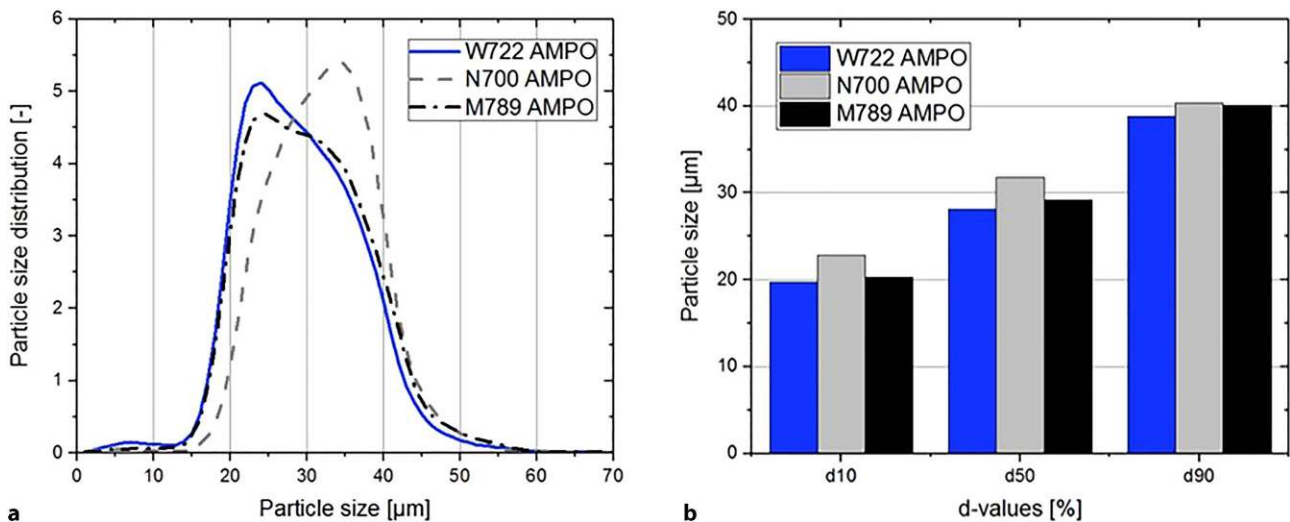 6
5
4
3
2
1
0
Particle size distribution [-]
W722 AMPO
N700 AMPO
M789 AMPO
0 10 20 30 40 50 60 70
Particle size [µm]
a
50
40
30
20
10
0
Particle size [µm]
W722 AMPO
N700 AMPO
M789 AMPO
d10 d50 d90
d-values [%]
b